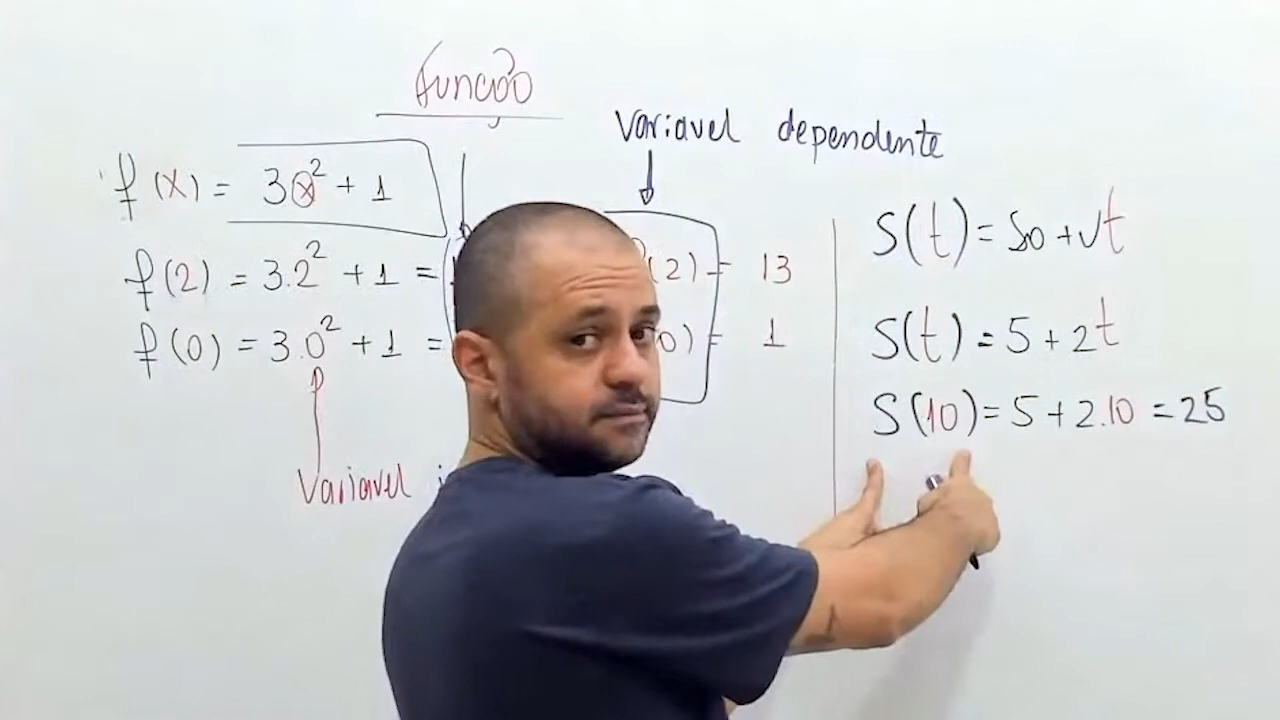 Função
Variavel dependente
f(x) = 3x² + 1
f(2) = 3.2² + 1 = (2) = 13
f(0) = 3.0² + 1 = (0) = 1
Variavel
S(t) = So + vt
S(t) = 5 + 2t
S(10) = 5 + 2.10 = 25